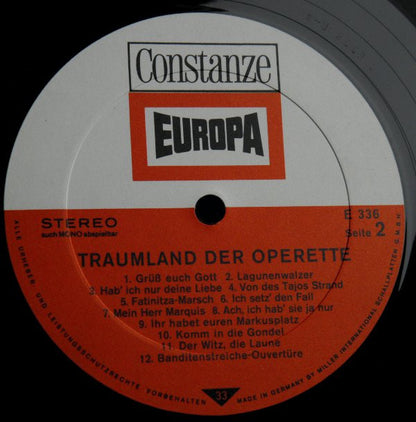 Constanze
EUROPA
STEREO
auch MONO abspielbar
E 336
Seite 2
TRAUMLAND DER OPERETTE
1. Grüß euch Gott 2. Lagunenwalzer
3. Hab' ich nur deine Liebe 4. Von des Tajos Strand
5. Fatinitza-Marsch 6. Ich setz' den Fall
7. Mein Herr Marquis 8. Ach, ich hab' sie ja nur
9. Ihr habet euren Markusplatz
10. Komm in die Gondel
11. Der Witz, die Laune
12. Banditenstreiche-Ouvertüre
ALLE URHEBER- UND LEISTUNGSSCHUTZRECHTE VORBEHALTEN
33
MADE IN GERMANY BY MILLER INTERNATIONAL SCHALLPLATTEN G.M.B.H.